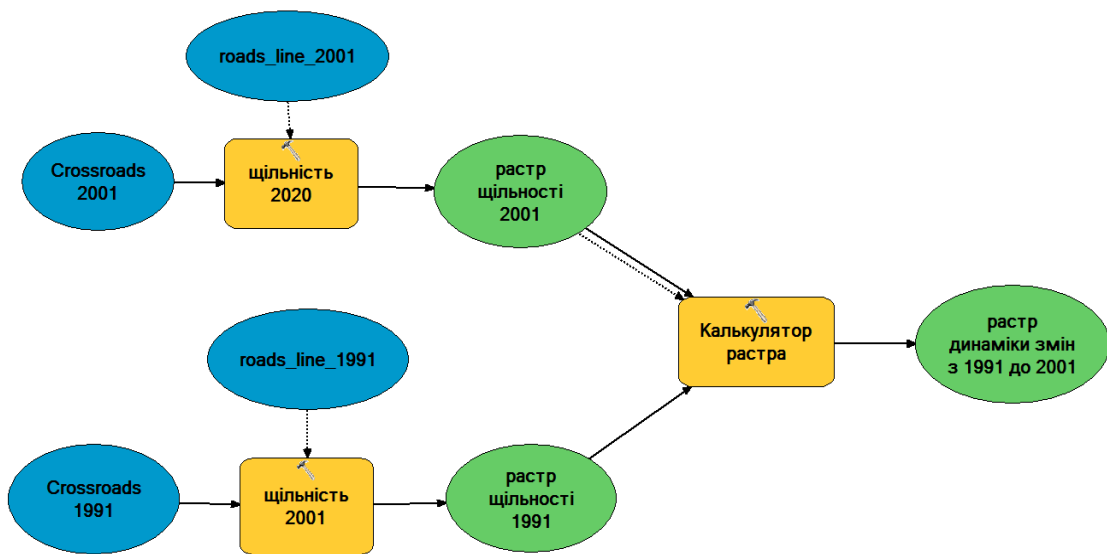 roads_line_2001
Crossroads
2001
щільність
2020
растр
щільності
2001
roads_line_1991
Калькулятор
растра
растр
динаміки змін
з 1991 до 2001
Crossroads
1991
щільність
2001
растр
щільності
1991